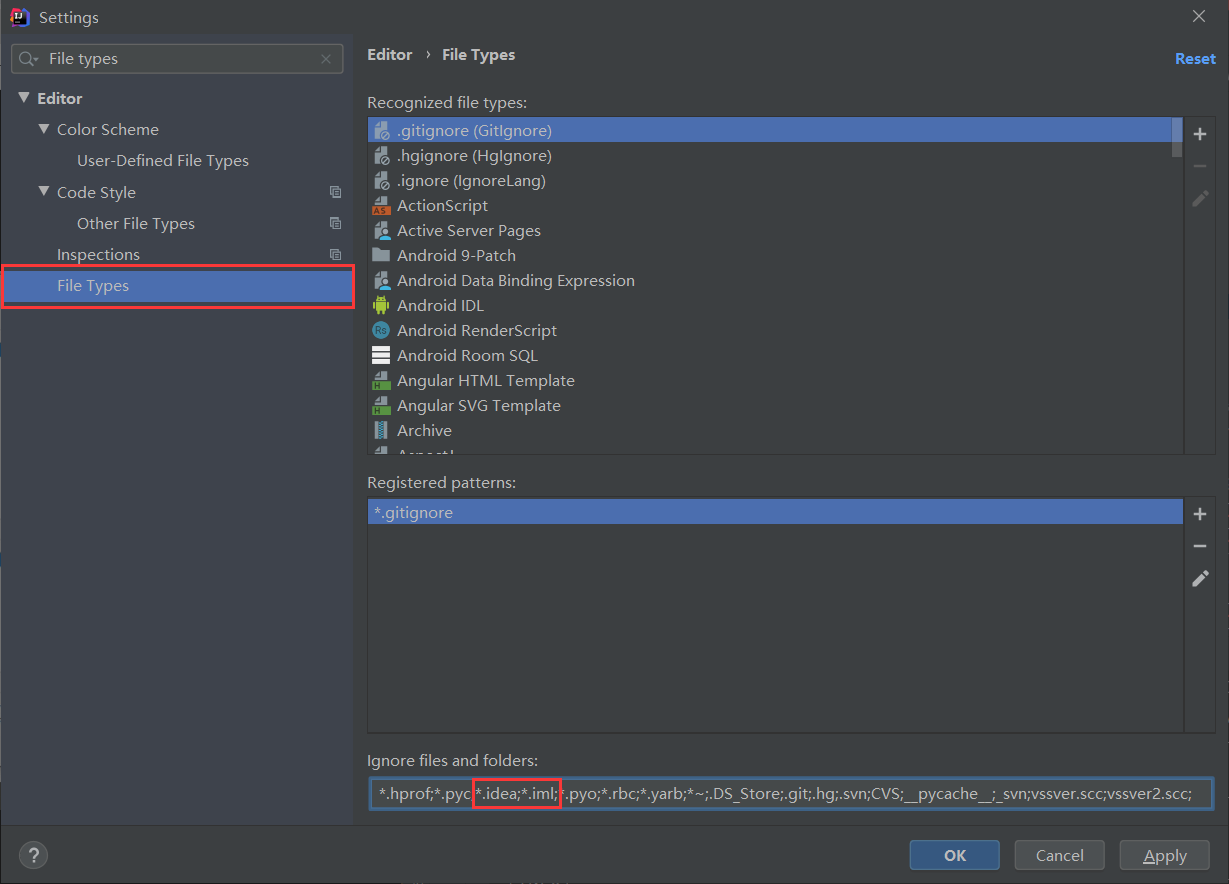 Settings
File types
Editor
Color Scheme
User-Defined File Types
Code Style
Other File Types
Inspections
File Types
Editor › File Types
Reset
Recognized file types:
.gitignore (GitIgnore)
.hgignore (HgIgnore)
.ignore (IgnoreLang)
ActionScript
Active Server Pages
Android 9-Patch
Android Data Binding Expression
Android IDL
Android RenderScript
Android Room SQL
Angular HTML Template
Angular SVG Template
Archive
Registered patterns:
*.gitignore
Ignore files and folders:
*.hprof;*.pyc;*.idea;*.iml;*.pyo;*.rbc;*.yarb;*~;.DS_Store;.git;.hg;.svn;CVS;__pycache__;_svn;vssver.scc;vssver2.scc;
?
OK
Cancel
Apply